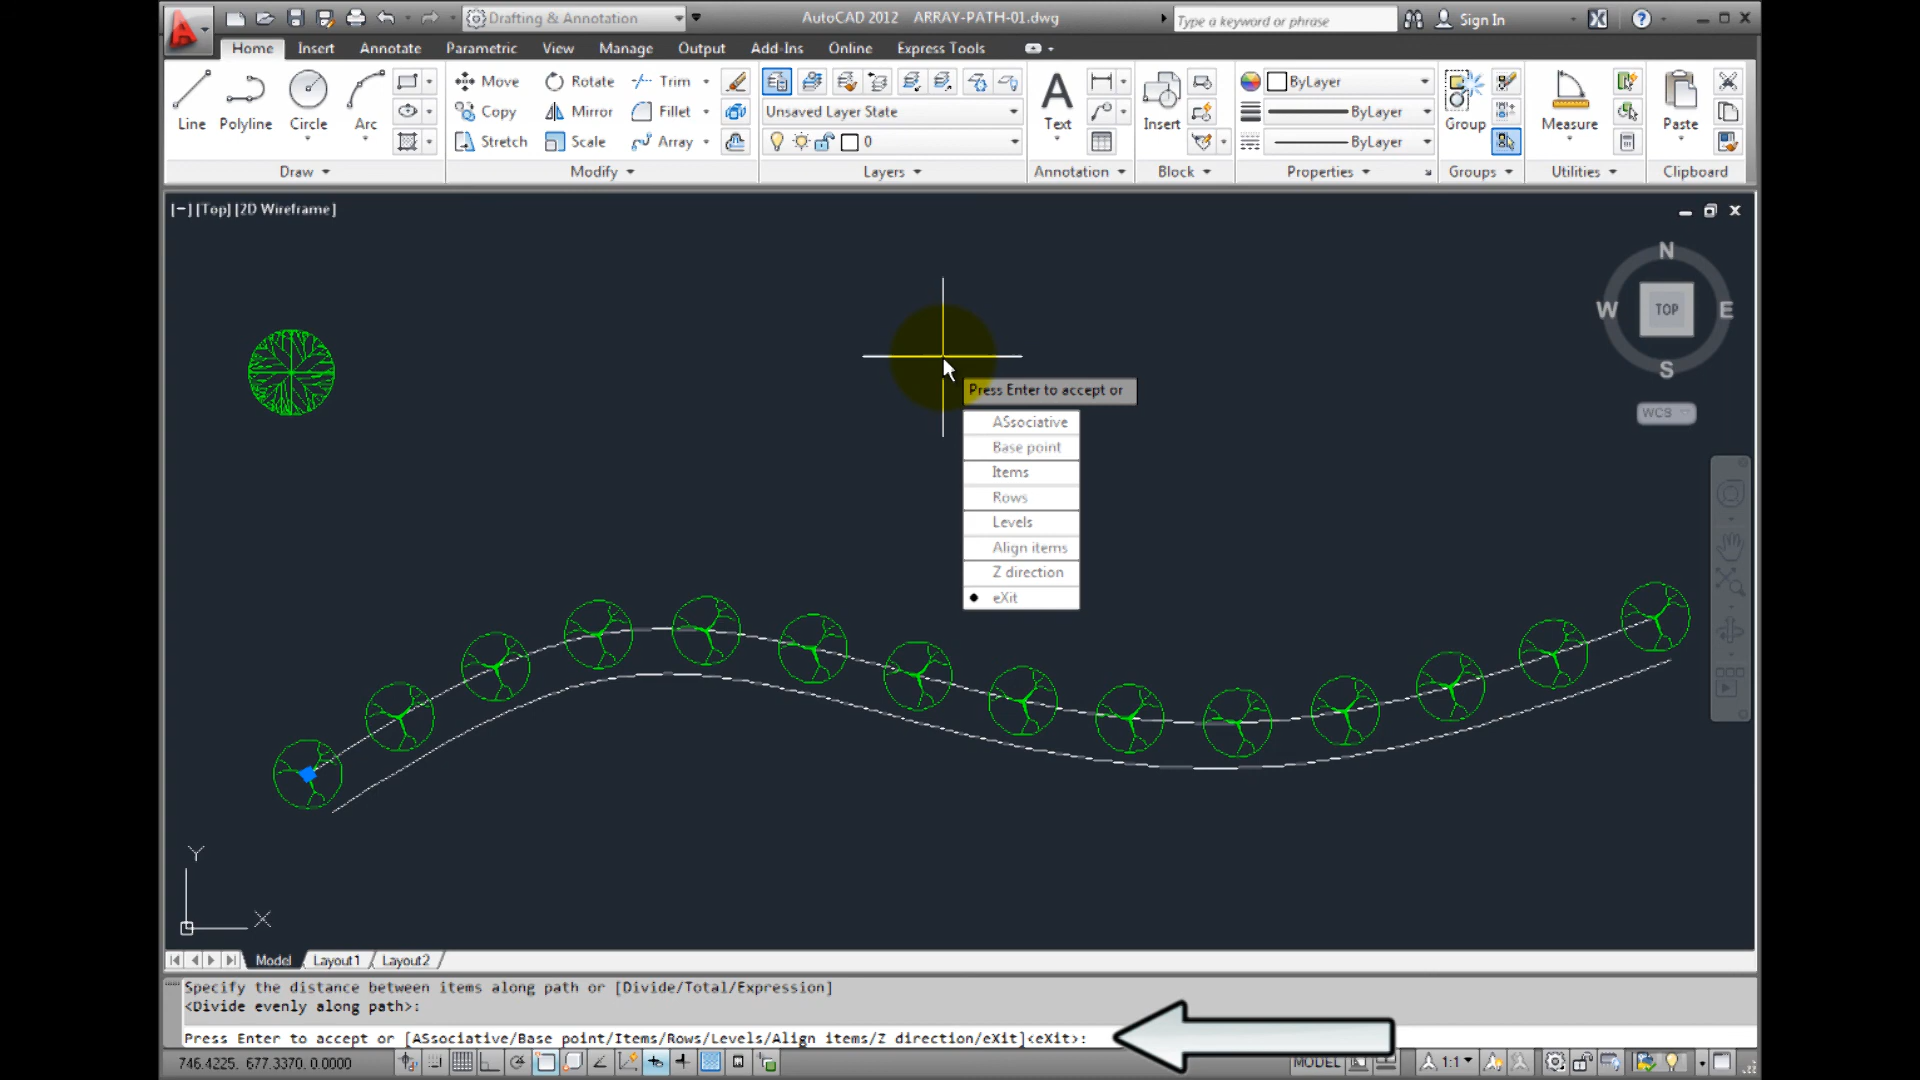 Drafting & Annotation
AutoCAD 2012 ARRAY-PATH-01.dwg
Type a keyword or phrase
Sign In
Home Insert Annotate Parametric View Manage Output Add-Ins Online Express Tools
Line Polyline Circle Arc
Move Rotate Trim
Copy Mirror Fillet
Stretch Scale Array
Unsaved Layer State
0
Text
Insert
ByLayer
ByLayer
ByLayer
Group
Measure
Paste
Draw Modify Layers Annotation Block Properties Groups Utilities Clipboard
[−] [Top] [2D Wireframe]
N
W TOP E
S
WCS
Press Enter to accept or
ASsociative
Base point
Items
Rows
Levels
Align items
Z direction
eXit
Y
X
Model Layout1 Layout2
Specify the distance between items along path or [Divide/Total/Expression]
<Divide evenly along path>:
Press Enter to accept or [ASsociative/Base point/Items/Rows/Levels/Align items/Z direction/eXit]<eXit>:
746.4225, 677.3370, 0.0000
MODEL
1:1